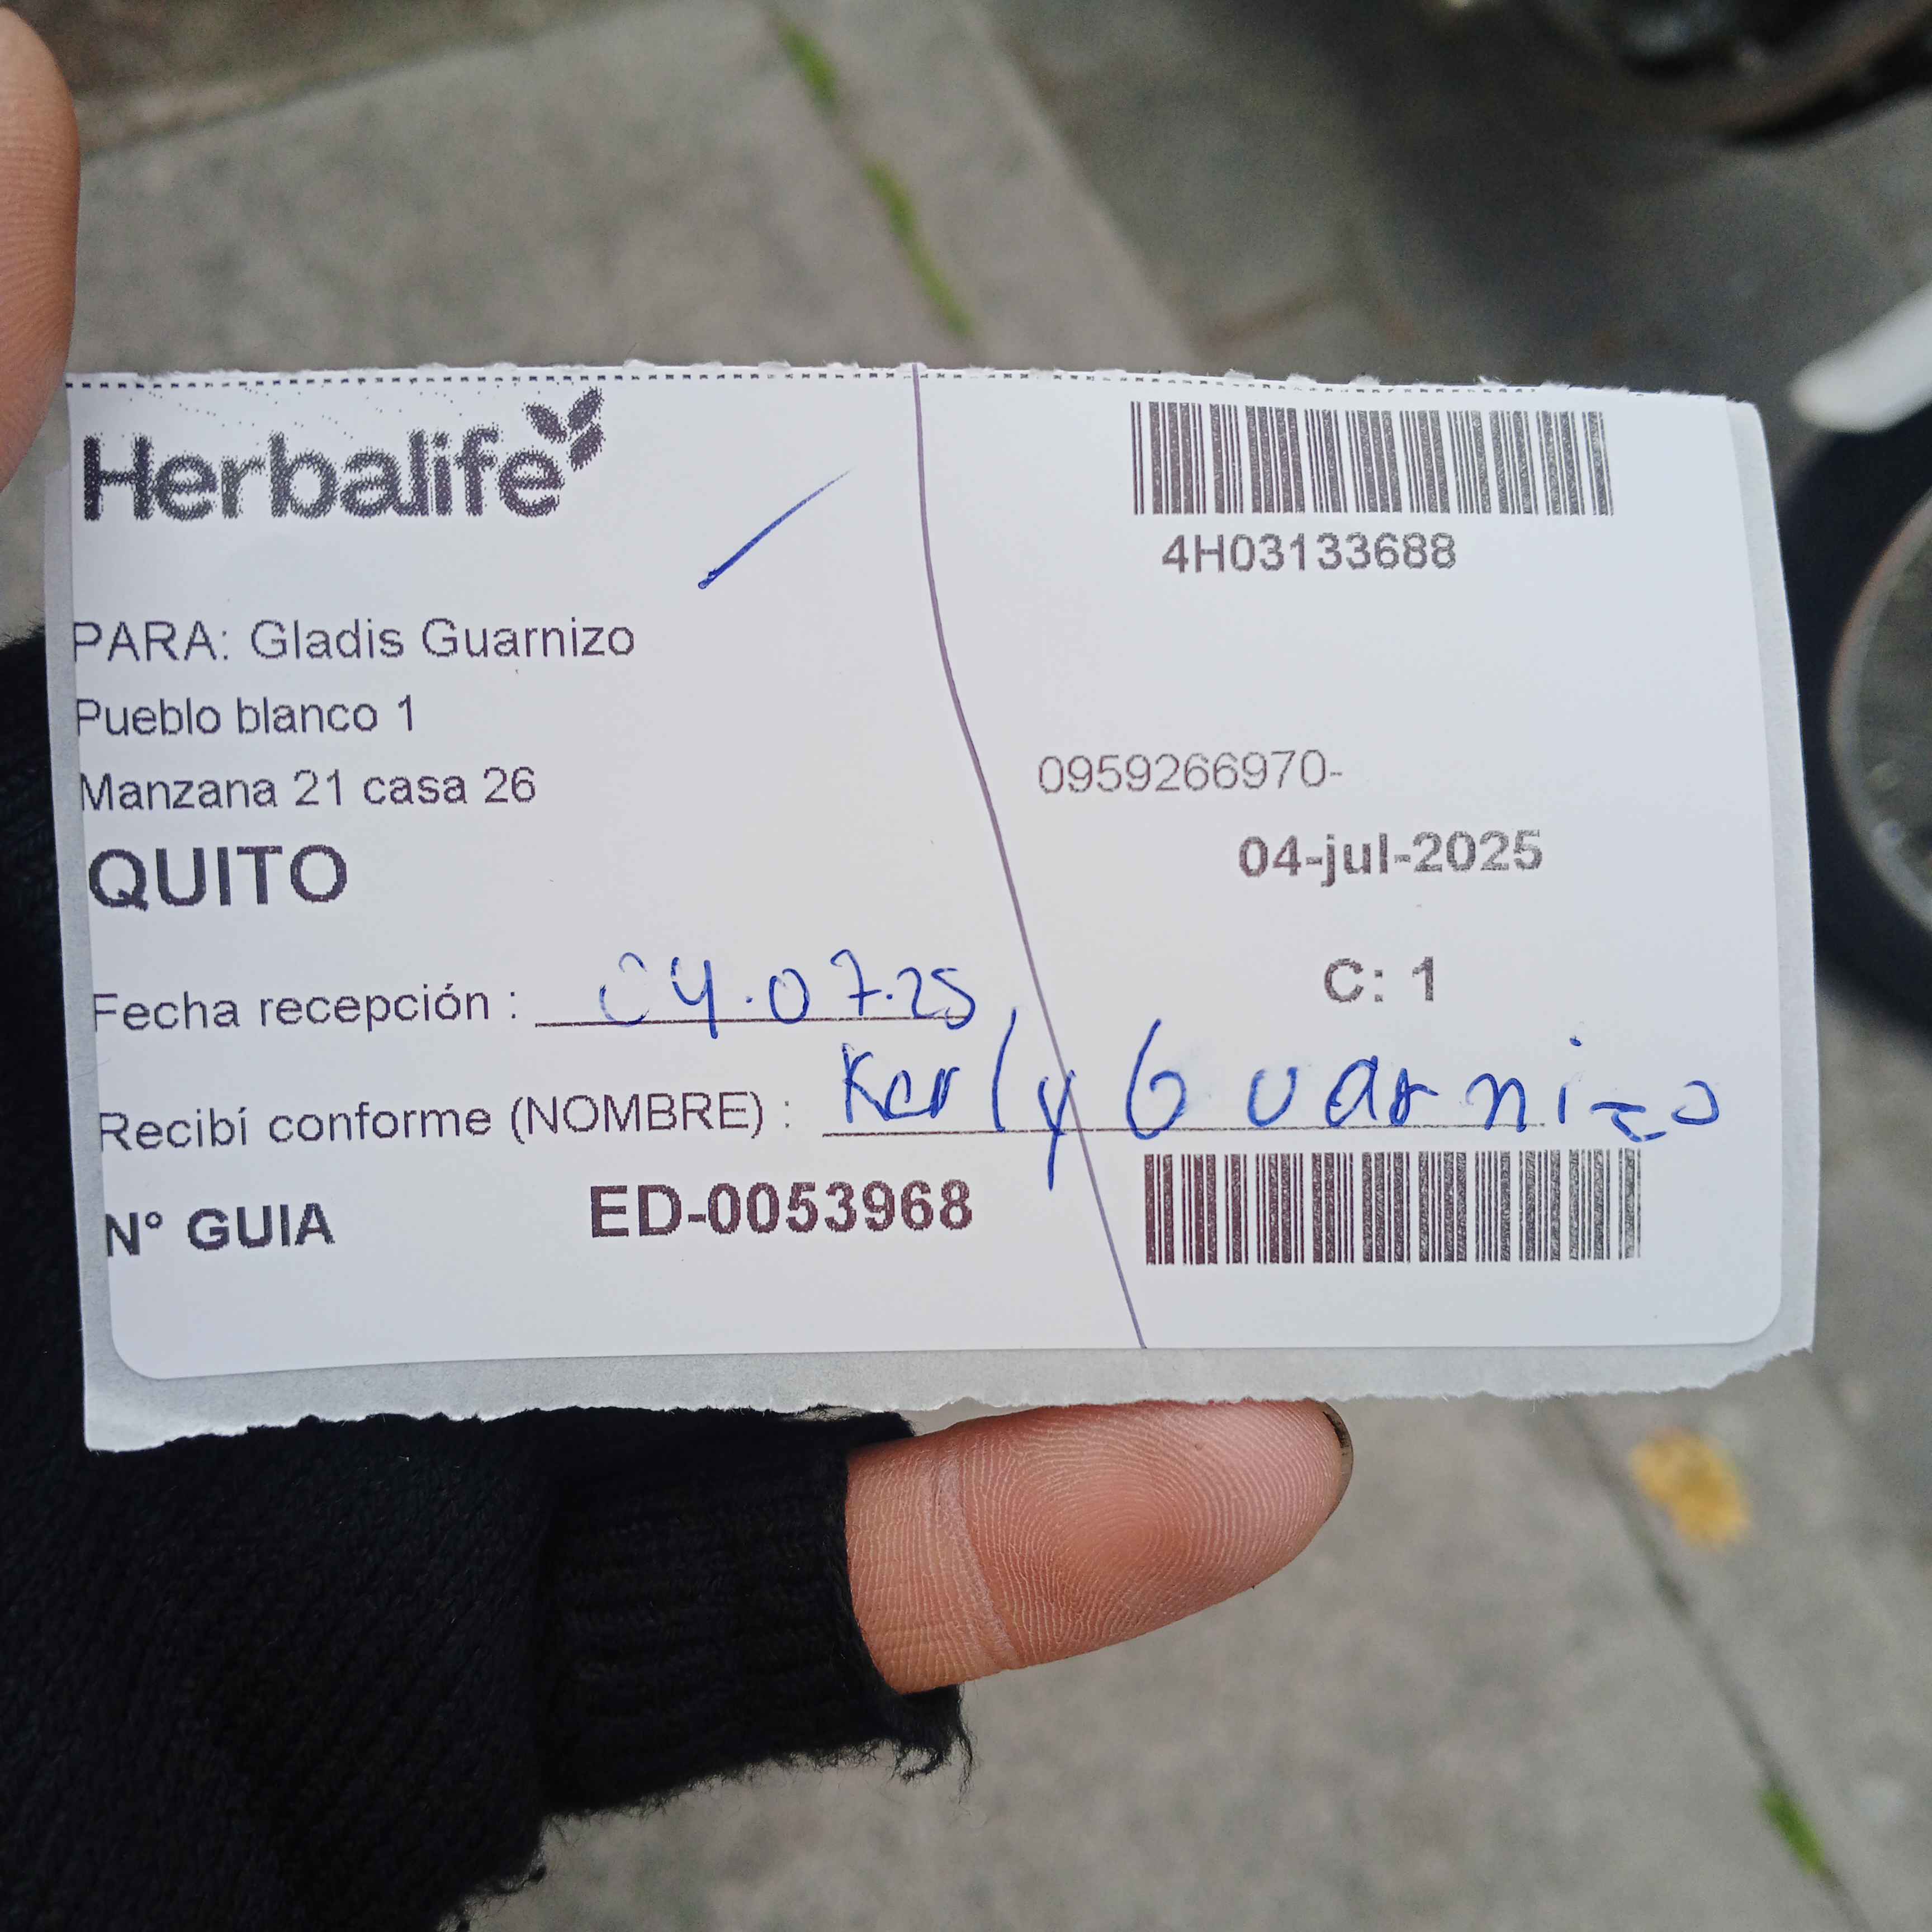 Herbalife
4H03133688
PARA: Gladis Guarnizo
Pueblo blanco 1
Manzana 21 casa 26
0959266970-
QUITO
04-jul-2025
C: 1
Fecha recepción : 04.07.25
Recibí conforme (NOMBRE) : Kerly Guarnizo
N° GUIA ED-0053968